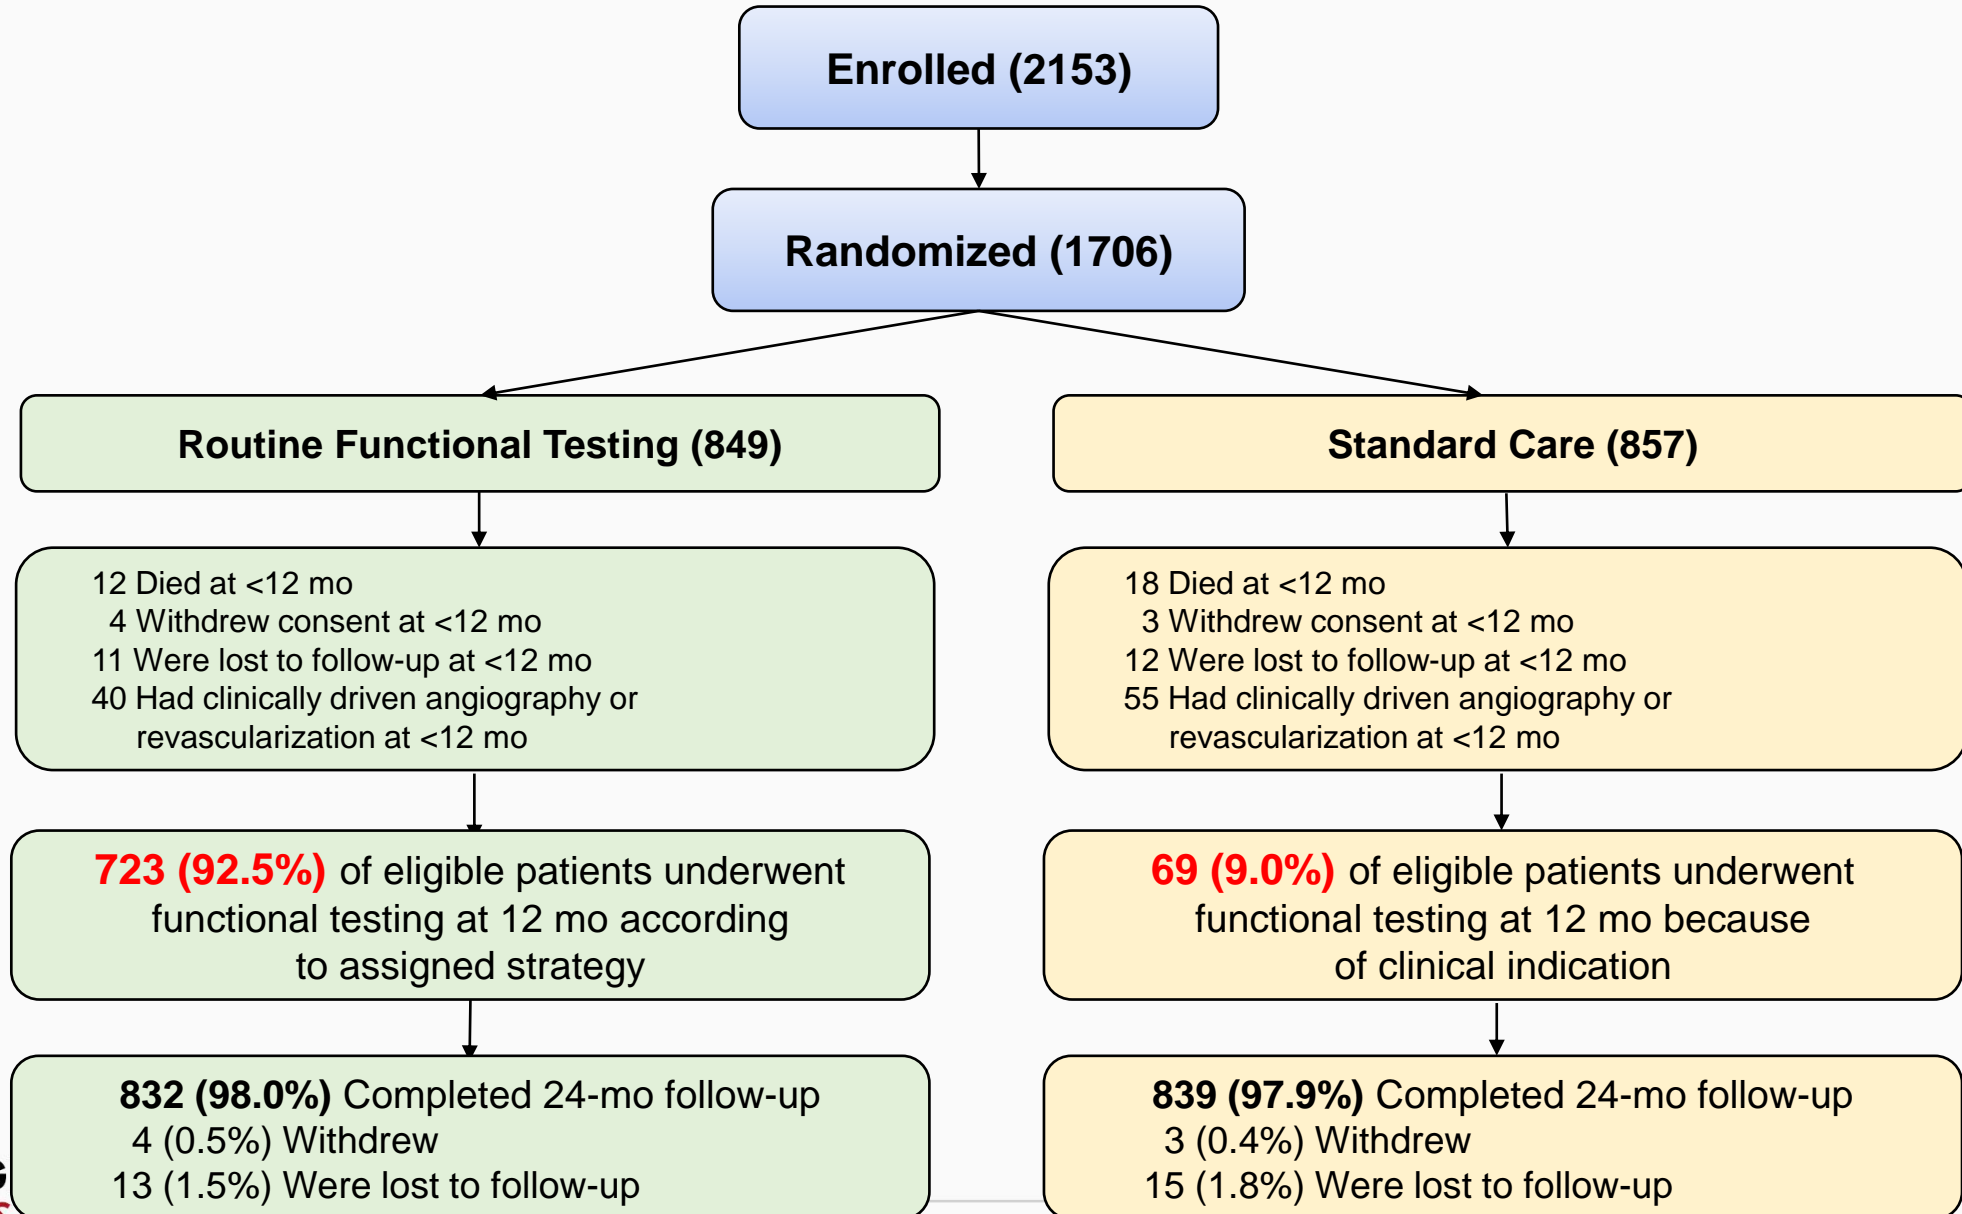 Enrolled (2153)
Randomized (1706)
Routine Functional Testing (849)
12 Died at <12 mo
4 Withdrew consent at <12 mo
11 Were lost to follow-up at <12 mo
40 Had clinically driven angiography or
revascularization at <12 mo
723 (92.5%) of eligible patients underwent
functional testing at 12 mo according
to assigned strategy
832 (98.0%) Completed 24-mo follow-up
4 (0.5%) Withdrew
13 (1.5%) Were lost to follow-up
Standard Care (857)
18 Died at <12 mo
3 Withdrew consent at <12 mo
12 Were lost to follow-up at <12 mo
55 Had clinically driven angiography or
revascularization at <12 mo
69 (9.0%) of eligible patients underwent
functional testing at 12 mo because
of clinical indication
839 (97.9%) Completed 24-mo follow-up
3 (0.4%) Withdrew
15 (1.8%) Were lost to follow-up